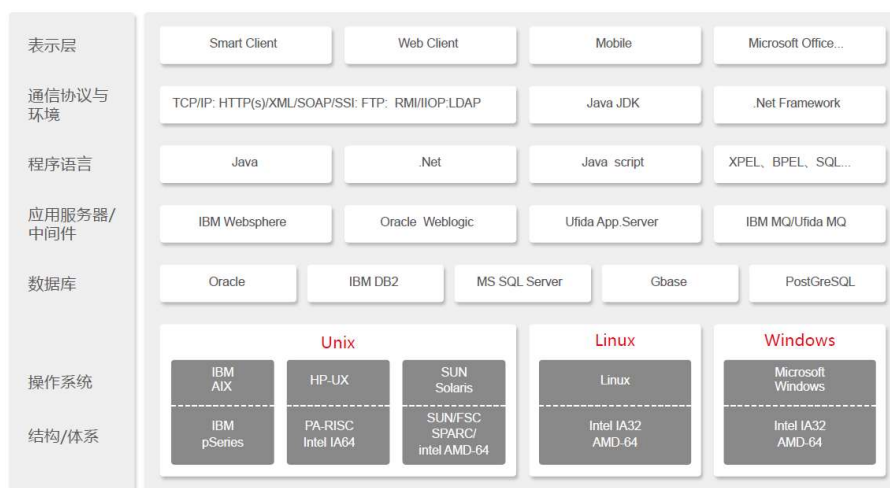 表示层
Smart Client
Web Client
Mobile
Microsoft Office...
通信协议与
环境
TCP/IP: HTTP(s)/XML/SOAP/SSI: FTP: RMI/IIOP:LDAP
Java JDK
.Net Framework
程序语言
Java
.Net
Java script
XPEL、BPEL、SQL...
应用服务器/
中间件
IBM Websphere
Oracle Weblogic
Ufida App.Server
IBM MQ/Ufida MQ
数据库
Oracle
IBM DB2
MS SQL Server
Gbase
PostGreSQL
Unix
Linux
Windows
操作系统
IBM
AIX
HP-UX
SUN
Solaris
Linux
Microsoft
Windows
结构/体系
IBM
pSeries
PA-RISC
Intel IA64
SUN/FSC
SPARC/
intel AMD-64
Intel IA32
AMD-64
Intel IA32
AMD-64